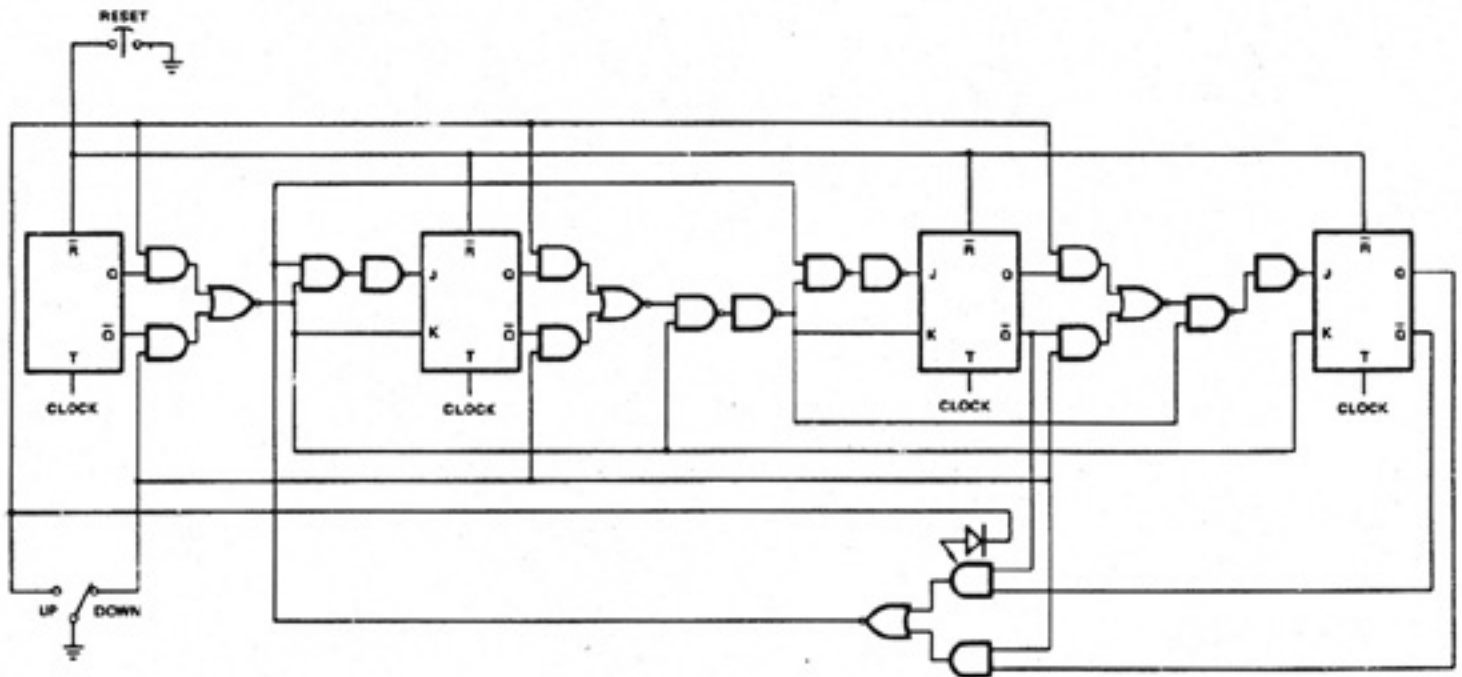 RESET
R̄ R̄ R̄ R̄
Q J Q J Q J Q
Q̄ K Q̄ K Q̄ K Q̄
T T T T
CLOCK CLOCK CLOCK CLOCK
UP DOWN